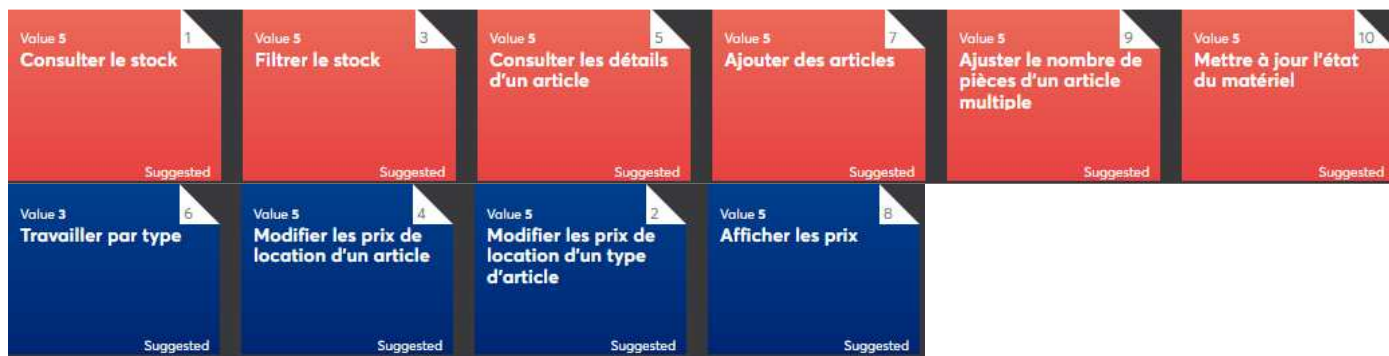 Value 5
1
Consulter le stock
Suggested
Value 5
3
Filtrer le stock
Suggested
Value 5
5
Consulter les détails
d'un article
Suggested
Value 5
7
Ajouter des articles
Suggested
Value 5
9
Ajuster le nombre de
pièces d'un article
multiple
Suggested
Value 5
10
Mettre à jour l'état
du matériel
Suggested
Value 3
6
Travailler par type
Suggested
Value 5
4
Modifier les prix de
location d'un article
Suggested
Value 5
2
Modifier les prix de
location d'un type
d'article
Suggested
Value 5
8
Afficher les prix
Suggested